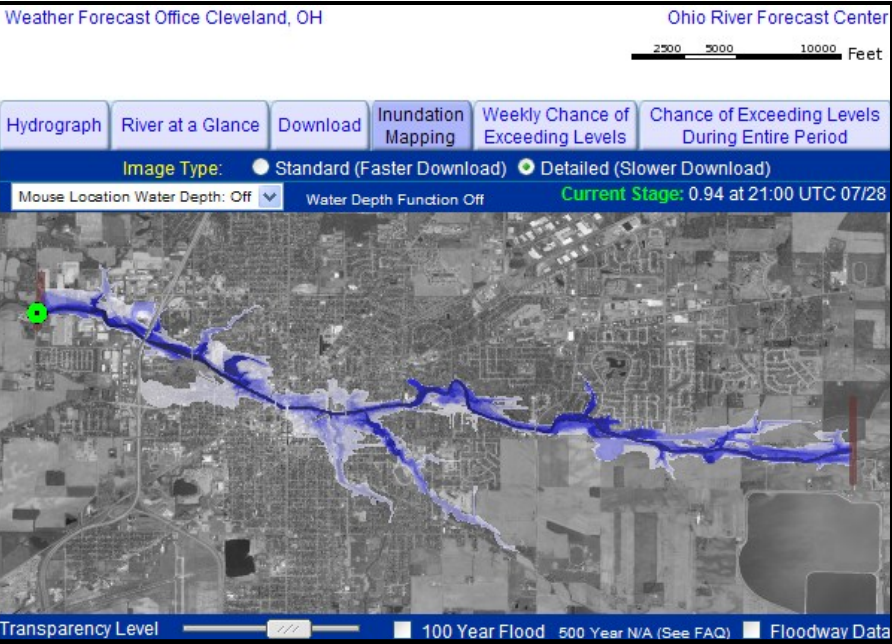 Weather Forecast Office Cleveland, OH
Ohio River Forecast Center
2500 5000 10000 Feet
Hydrograph
River at a Glance
Download
Inundation
Mapping
Weekly Chance of
Exceeding Levels
Chance of Exceeding Levels
During Entire Period
Image Type: Standard (Faster Download) Detailed (Slower Download)
Mouse Location Water Depth: Off Water Depth Function Off Current Stage: 0.94 at 21:00 UTC 07/28
Transparency Level 100 Year Flood 500 Year N/A (See FAQ) Floodway Data